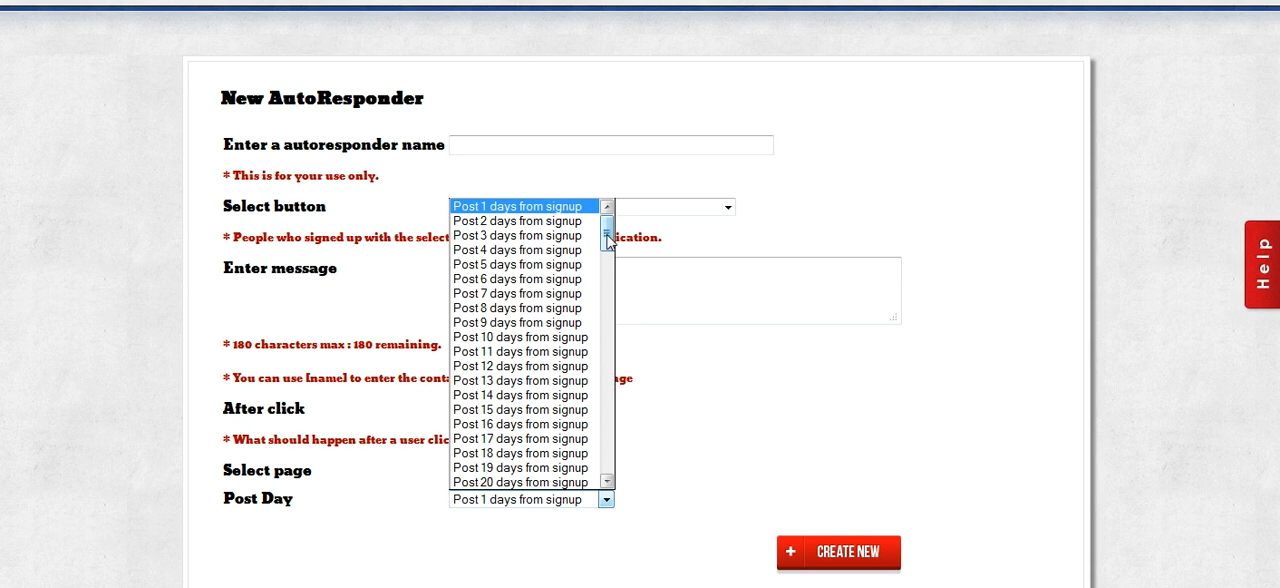 New AutoResponder
Enter a autoresponder name
* This is for your use only.
Select button
Post 1 days from signup
Post 2 days from signup
Post 3 days from signup
* People who signed up with the select
ication.
Post 4 days from signup
Enter message
Post 5 days from signup
Post 6 days from signup
Post 7 days from signup
Post 8 days from signup
Post 9 days from signup
Post 10 days from signup
* 180 characters max : 180 remaining.
Post 11 days from signup
Post 12 days from signup
* You can use [name] to enter the conta
ge
Post 13 days from signup
Post 14 days from signup
After click
Post 15 days from signup
Post 16 days from signup
* What should happen after a user clic
Post 17 days from signup
Post 18 days from signup
Select page
Post 19 days from signup
Post 20 days from signup
Post Day
Post 1 days from signup
+ CREATE NEW
Help